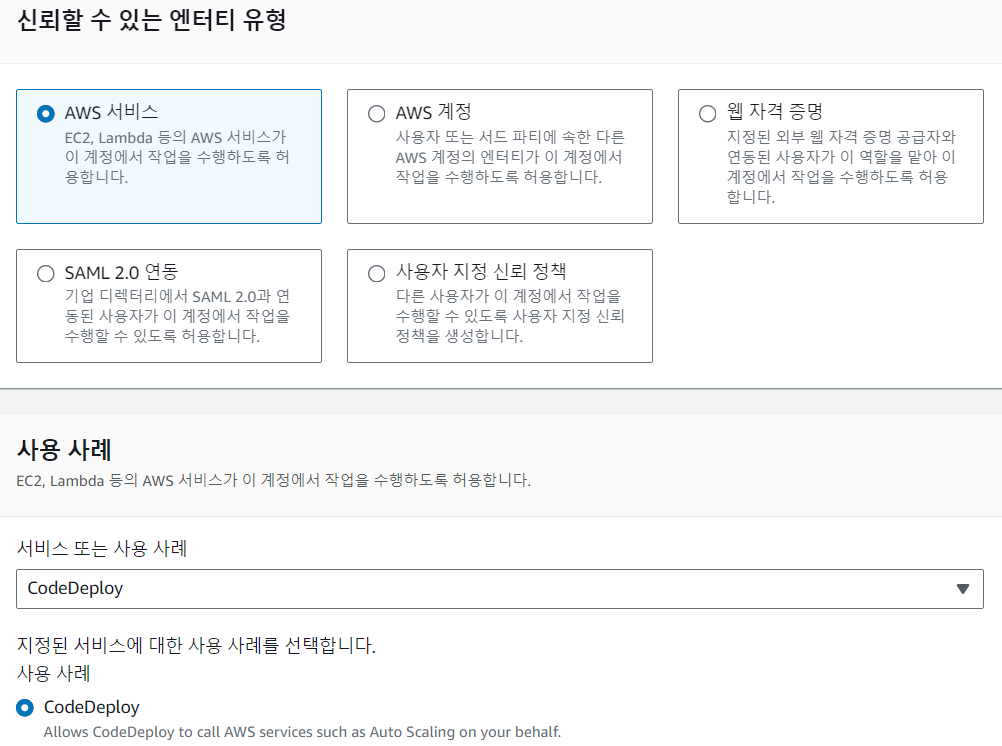 신뢰할 수 있는 엔터티 유형
AWS 서비스
EC2, Lambda 등의 AWS 서비스가
이 계정에서 작업을 수행하도록 허
용합니다.
AWS 계정
사용자 또는 서드 파티에 속한 다른
AWS 계정의 엔터티가 이 계정에서
작업을 수행하도록 허용합니다.
웹 자격 증명
지정된 외부 웹 자격 증명 공급자와
연동된 사용자가 이 역할을 맡아 이
계정에서 작업을 수행하도록 허용
합니다.
SAML 2.0 연동
기업 디렉터리에서 SAML 2.0과 연
동된 사용자가 이 계정에서 작업을
수행할 수 있도록 허용합니다.
사용자 지정 신뢰 정책
다른 사용자가 이 계정에서 작업을
수행할 수 있도록 사용자 지정 신뢰
정책을 생성합니다.
사용 사례
EC2, Lambda 등의 AWS 서비스가 이 계정에서 작업을 수행하도록 허용합니다.
서비스 또는 사용 사례
CodeDeploy
지정된 서비스에 대한 사용 사례를 선택합니다.
사용 사례
CodeDeploy
Allows CodeDeploy to call AWS services such as Auto Scaling on your behalf.